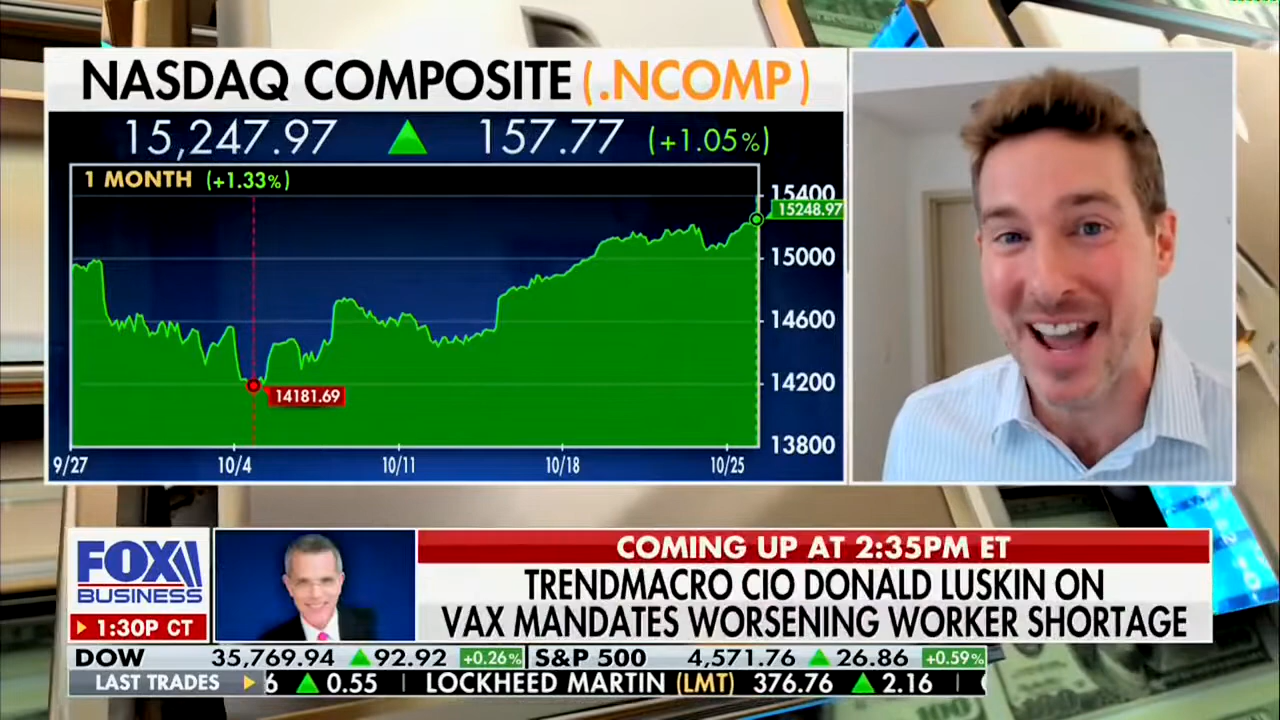 NASDAQ COMPOSITE (.NCOMP)
15,247.97 ▲ 157.77 (+1.05%)
1 MONTH (+1.33%)
15400
15248.97
15000
14600
14200
14181.69
13800
9/27 10/4 10/11 10/18 10/25
FOX
BUSINESS
1:30P CT
COMING UP AT 2:35PM ET
TRENDMACRO CIO DONALD LUSKIN ON
VAX MANDATES WORSENING WORKER SHORTAGE
DOW 35,769.94 ▲ 92.92 +0.26% S&P 500 4,571.76 ▲ 26.86 +0.59%
LAST TRADES 6 ▲ 0.55 | LOCKHEED MARTIN (LMT) 376.76 ▲ 2.16 |
100